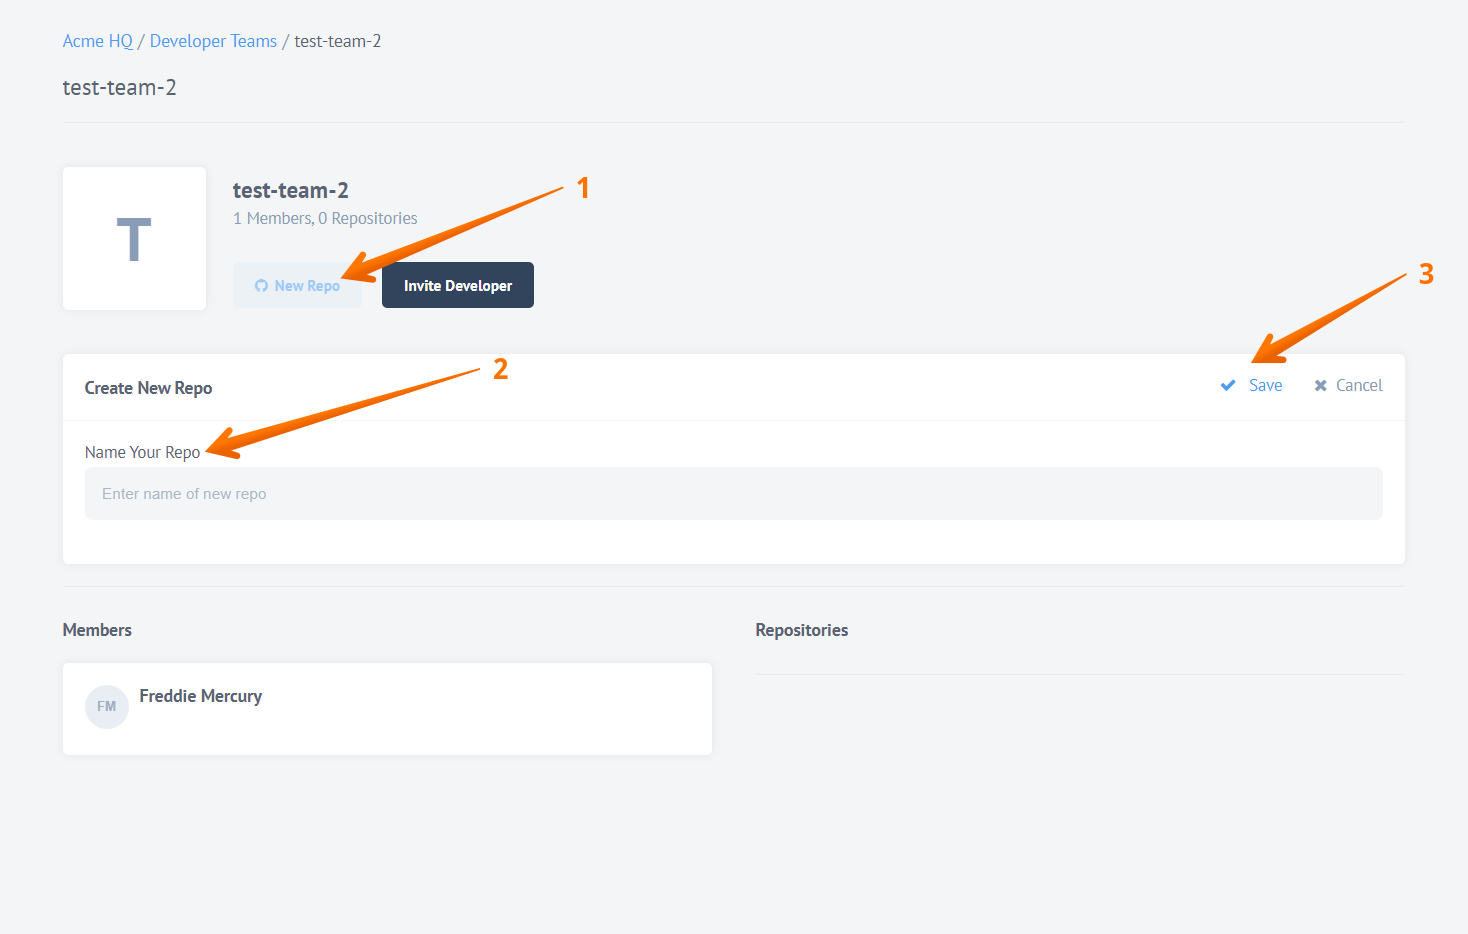 Acme HQ / Developer Teams / test-team-2
test-team-2
T
test-team-2
1 Members, 0 Repositories
1
New Repo
Invite Developer
3
2
Create New Repo
Save
Cancel
Name Your Repo
Enter name of new repo
Members
Repositories
FM
Freddie Mercury